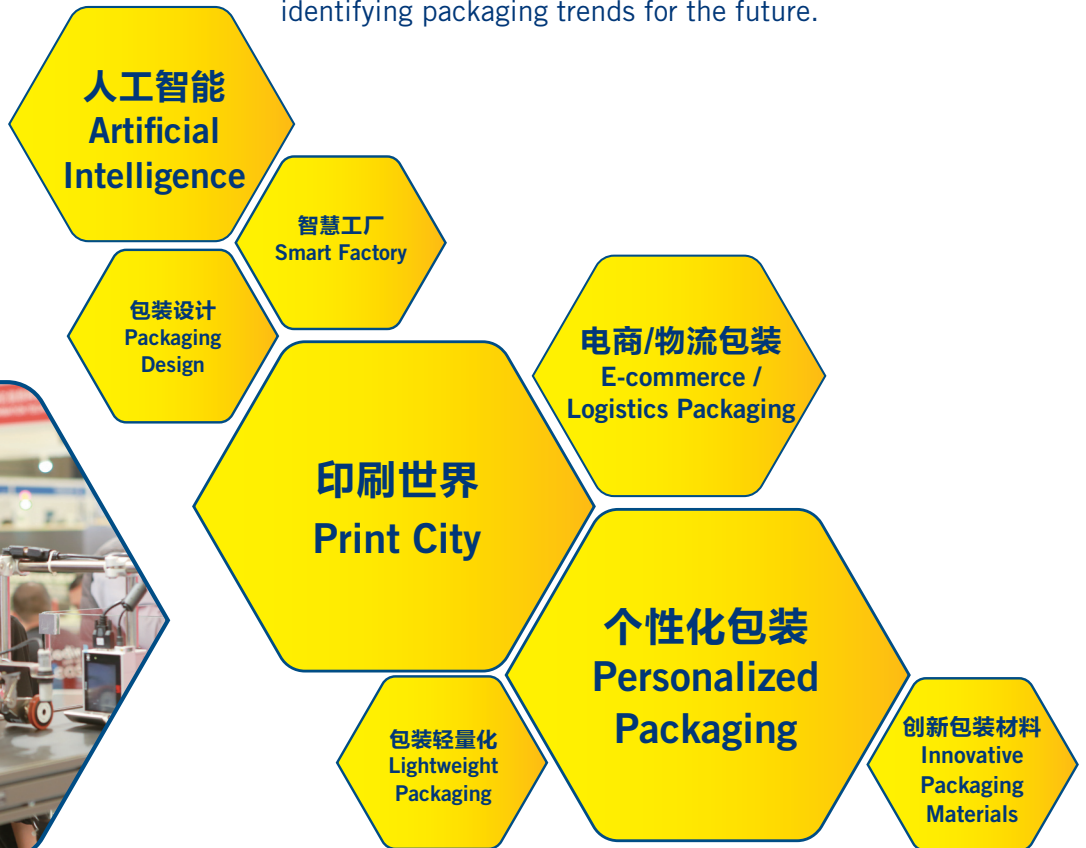 identifying packaging trends for the future.
人工智能
Artificial
Intelligence
智慧工厂
Smart Factory
包装设计
Packaging
Design
电商/物流包装
E-commerce /
Logistics Packaging
印刷世界
Print City
个性化包装
Personalized
Packaging
包装轻量化
Lightweight
Packaging
创新包装材料
Innovative
Packaging
Materials